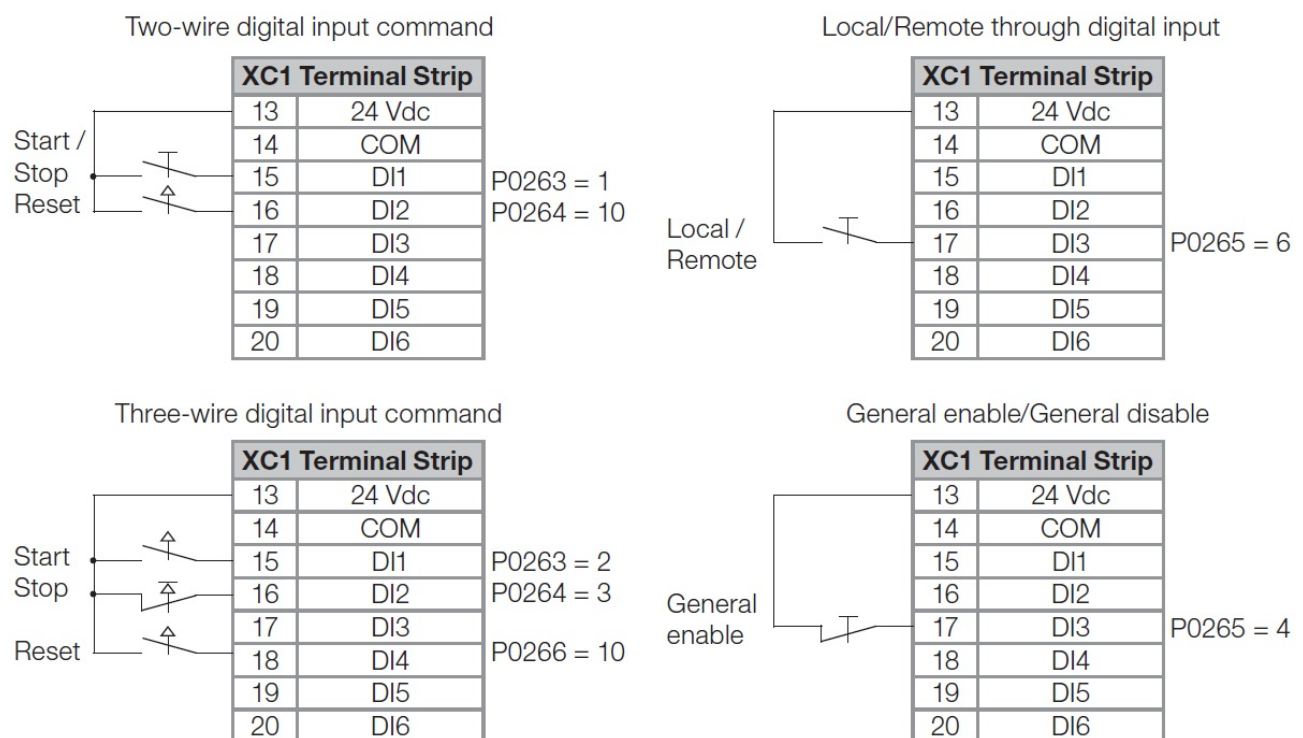 Two-wire digital input command
XC1 Terminal Strip
13 24 Vdc
Start / 14 COM
Stop 15 DI1 P0263 = 1
Reset 16 DI2 P0264 = 10
17 DI3
18 DI4
19 DI5
20 DI6
Local/Remote through digital input
XC1 Terminal Strip
13 24 Vdc
14 COM
15 DI1
Local / 16 DI2
Remote 17 DI3 P0265 = 6
18 DI4
19 DI5
20 DI6
Three-wire digital input command
XC1 Terminal Strip
13 24 Vdc
14 COM
Start 15 DI1 P0263 = 2
Stop 16 DI2 P0264 = 3
17 DI3
Reset 18 DI4 P0266 = 10
19 DI5
20 DI6
General enable/General disable
XC1 Terminal Strip
13 24 Vdc
14 COM
15 DI1
General 16 DI2
enable 17 DI3 P0265 = 4
18 DI4
19 DI5
20 DI6